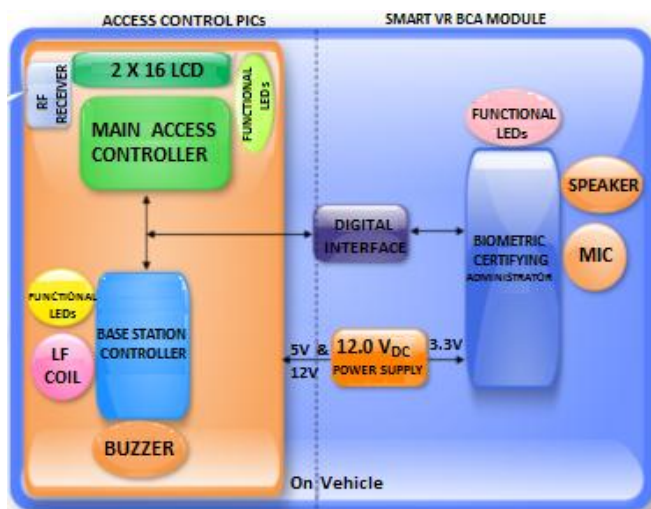 ACCESS CONTROL PICs
SMART VR BCA MODULE
RF
RECEIVER
2 X 16 LCD
FUNCTIONAL
LEDs
MAIN ACCESS
CONTROLLER
FUNCTIONAL
LEDs
SPEAKER
MIC
DIGITAL
INTERFACE
BIOMETRIC
CERTIFYING
ADMINISTRATOR
FUNCTIONAL
LEDs
LF
COIL
BASE STATION
CONTROLLER
BUZZER
5V &
12V
12.0 VDC
POWER SUPPLY
3.3V
On Vehicle